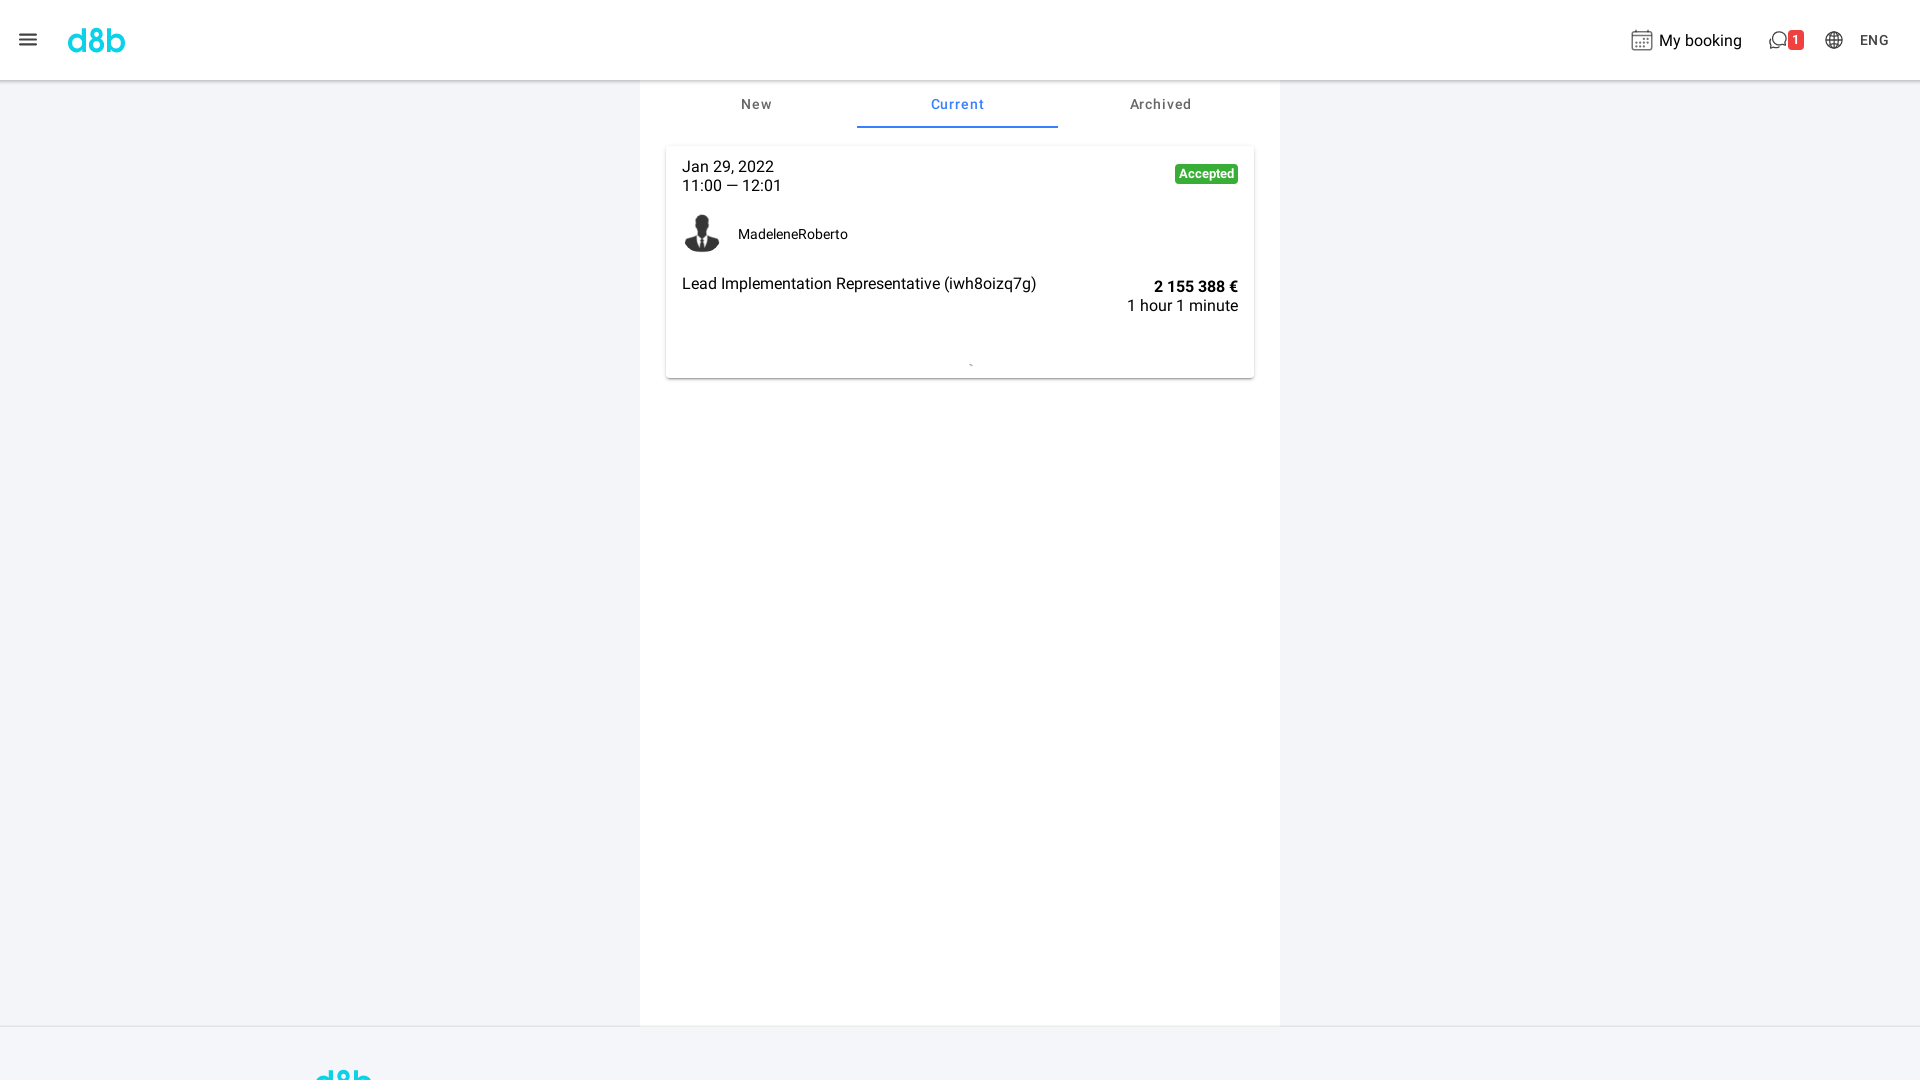 d8b
My booking
1
ENG
New
Current
Archived
Jan 29, 2022
11:00 — 12:01
Accepted
MadeleneRoberto
Lead Implementation Representative (iwh8oizq7g)
2 155 388 €
1 hour 1 minute
d8b